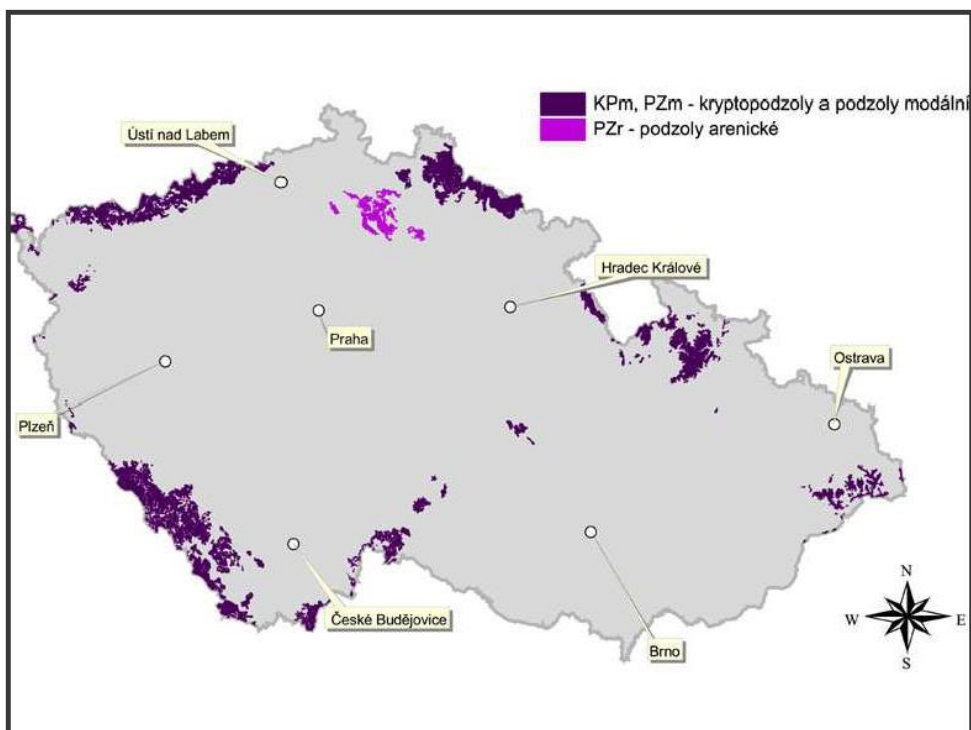 KPm, PZm - kryptopodzoly a podzoly modální
PZr - podzoly arenické
Ústí nad Labem
Hradec Králové
Praha
Ostrava
Plzeň
České Budějovice
Brno
N
W
E
S